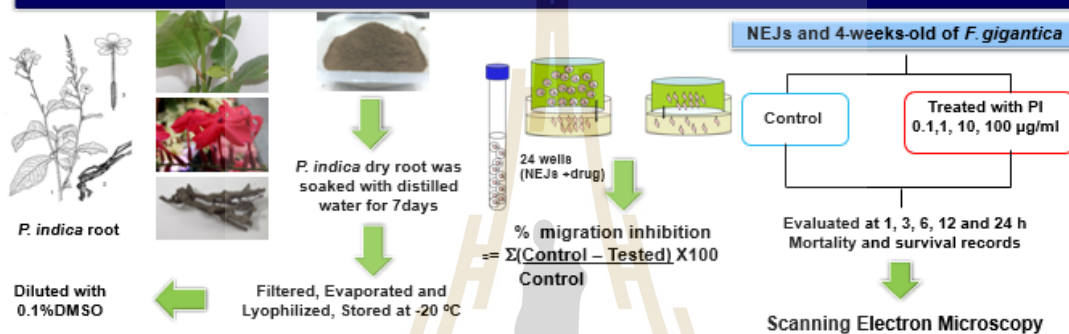 P. indica root
Diluted with
0.1%DMSO
P. indica dry root was
soaked with distilled
water for 7days
Filtered, Evaporated and
Lyophilized, Stored at -20 ºC
24 wells
(NEJs +drug)
% migration inhibition
== Σ(Control – Tested) X100
Control
NEJs and 4-weeks-old of F. gigantica
Control
Treated with PI
0.1,1, 10, 100 µg/ml
Evaluated at 1, 3, 6, 12 and 24 h
Mortality and survival records
Scanning Electron Microscopy